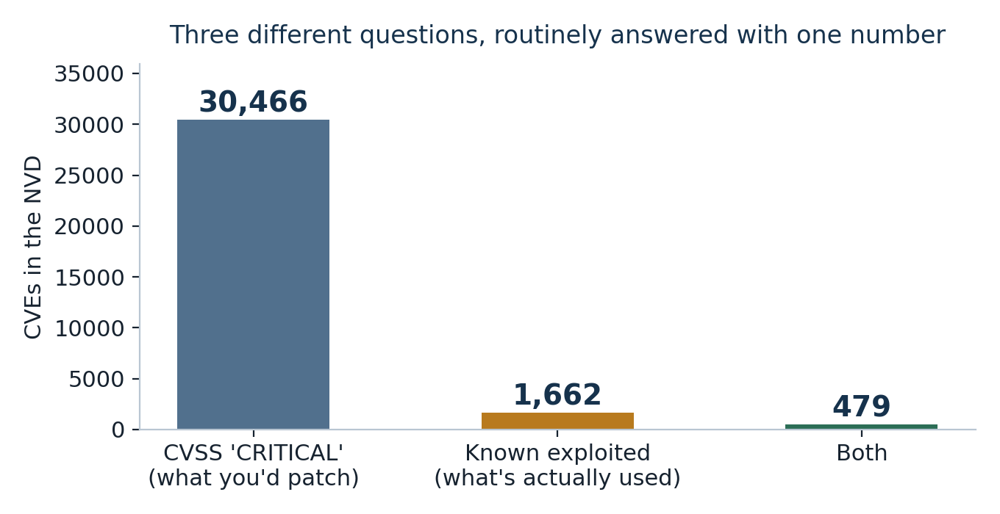 Three different questions, routinely answered with one number
CVEs in the NVD
35000
30000
25000
20000
15000
10000
5000
0
30,466
1,662
479
CVSS 'CRITICAL'
(what you'd patch)
Known exploited
(what's actually used)
Both